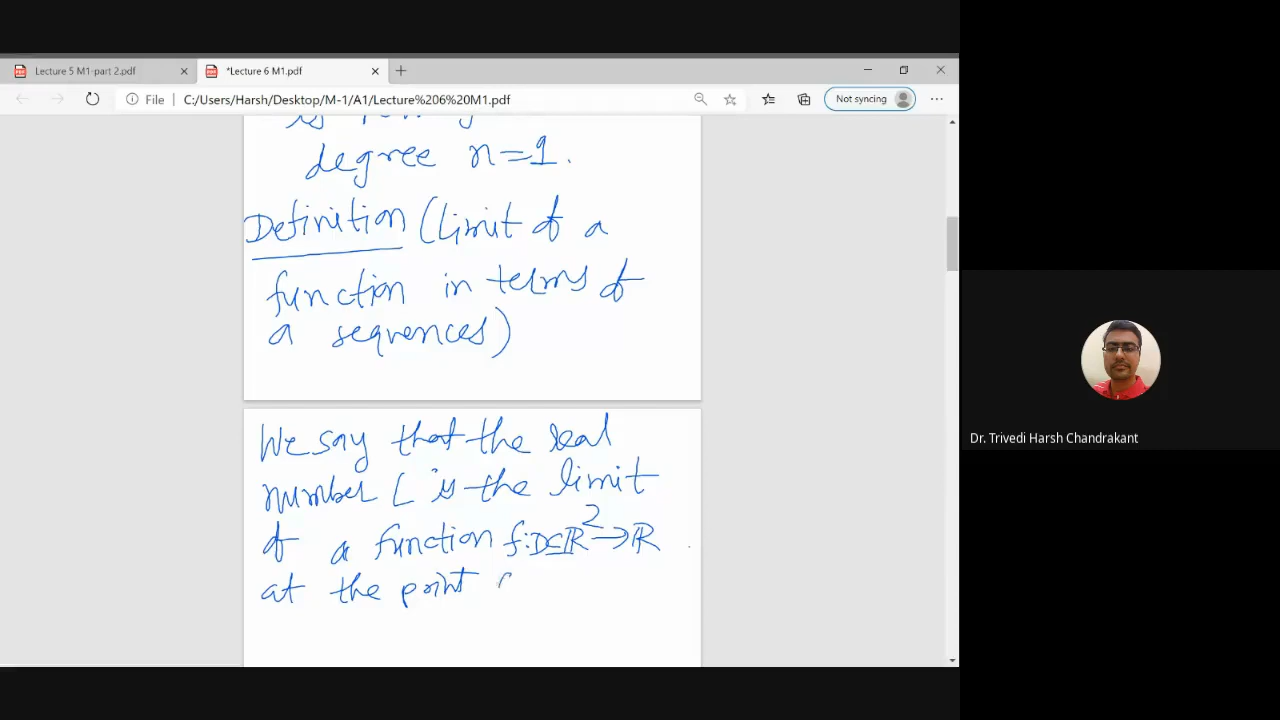 Lecture 5 M1-part 2.pdf
*Lecture 6 M1.pdf
File
C:/Users/Harsh/Desktop/M-1/A1/Lecture%206%20M1.pdf
Not syncing
is
degree n=1.
Definition (limit of a
function in terms of
a sequences)
We say that the real
number L is the limit
of a function f:D⊆ℝ²→ℝ
at the point (
Dr. Trivedi Harsh Chandrakant